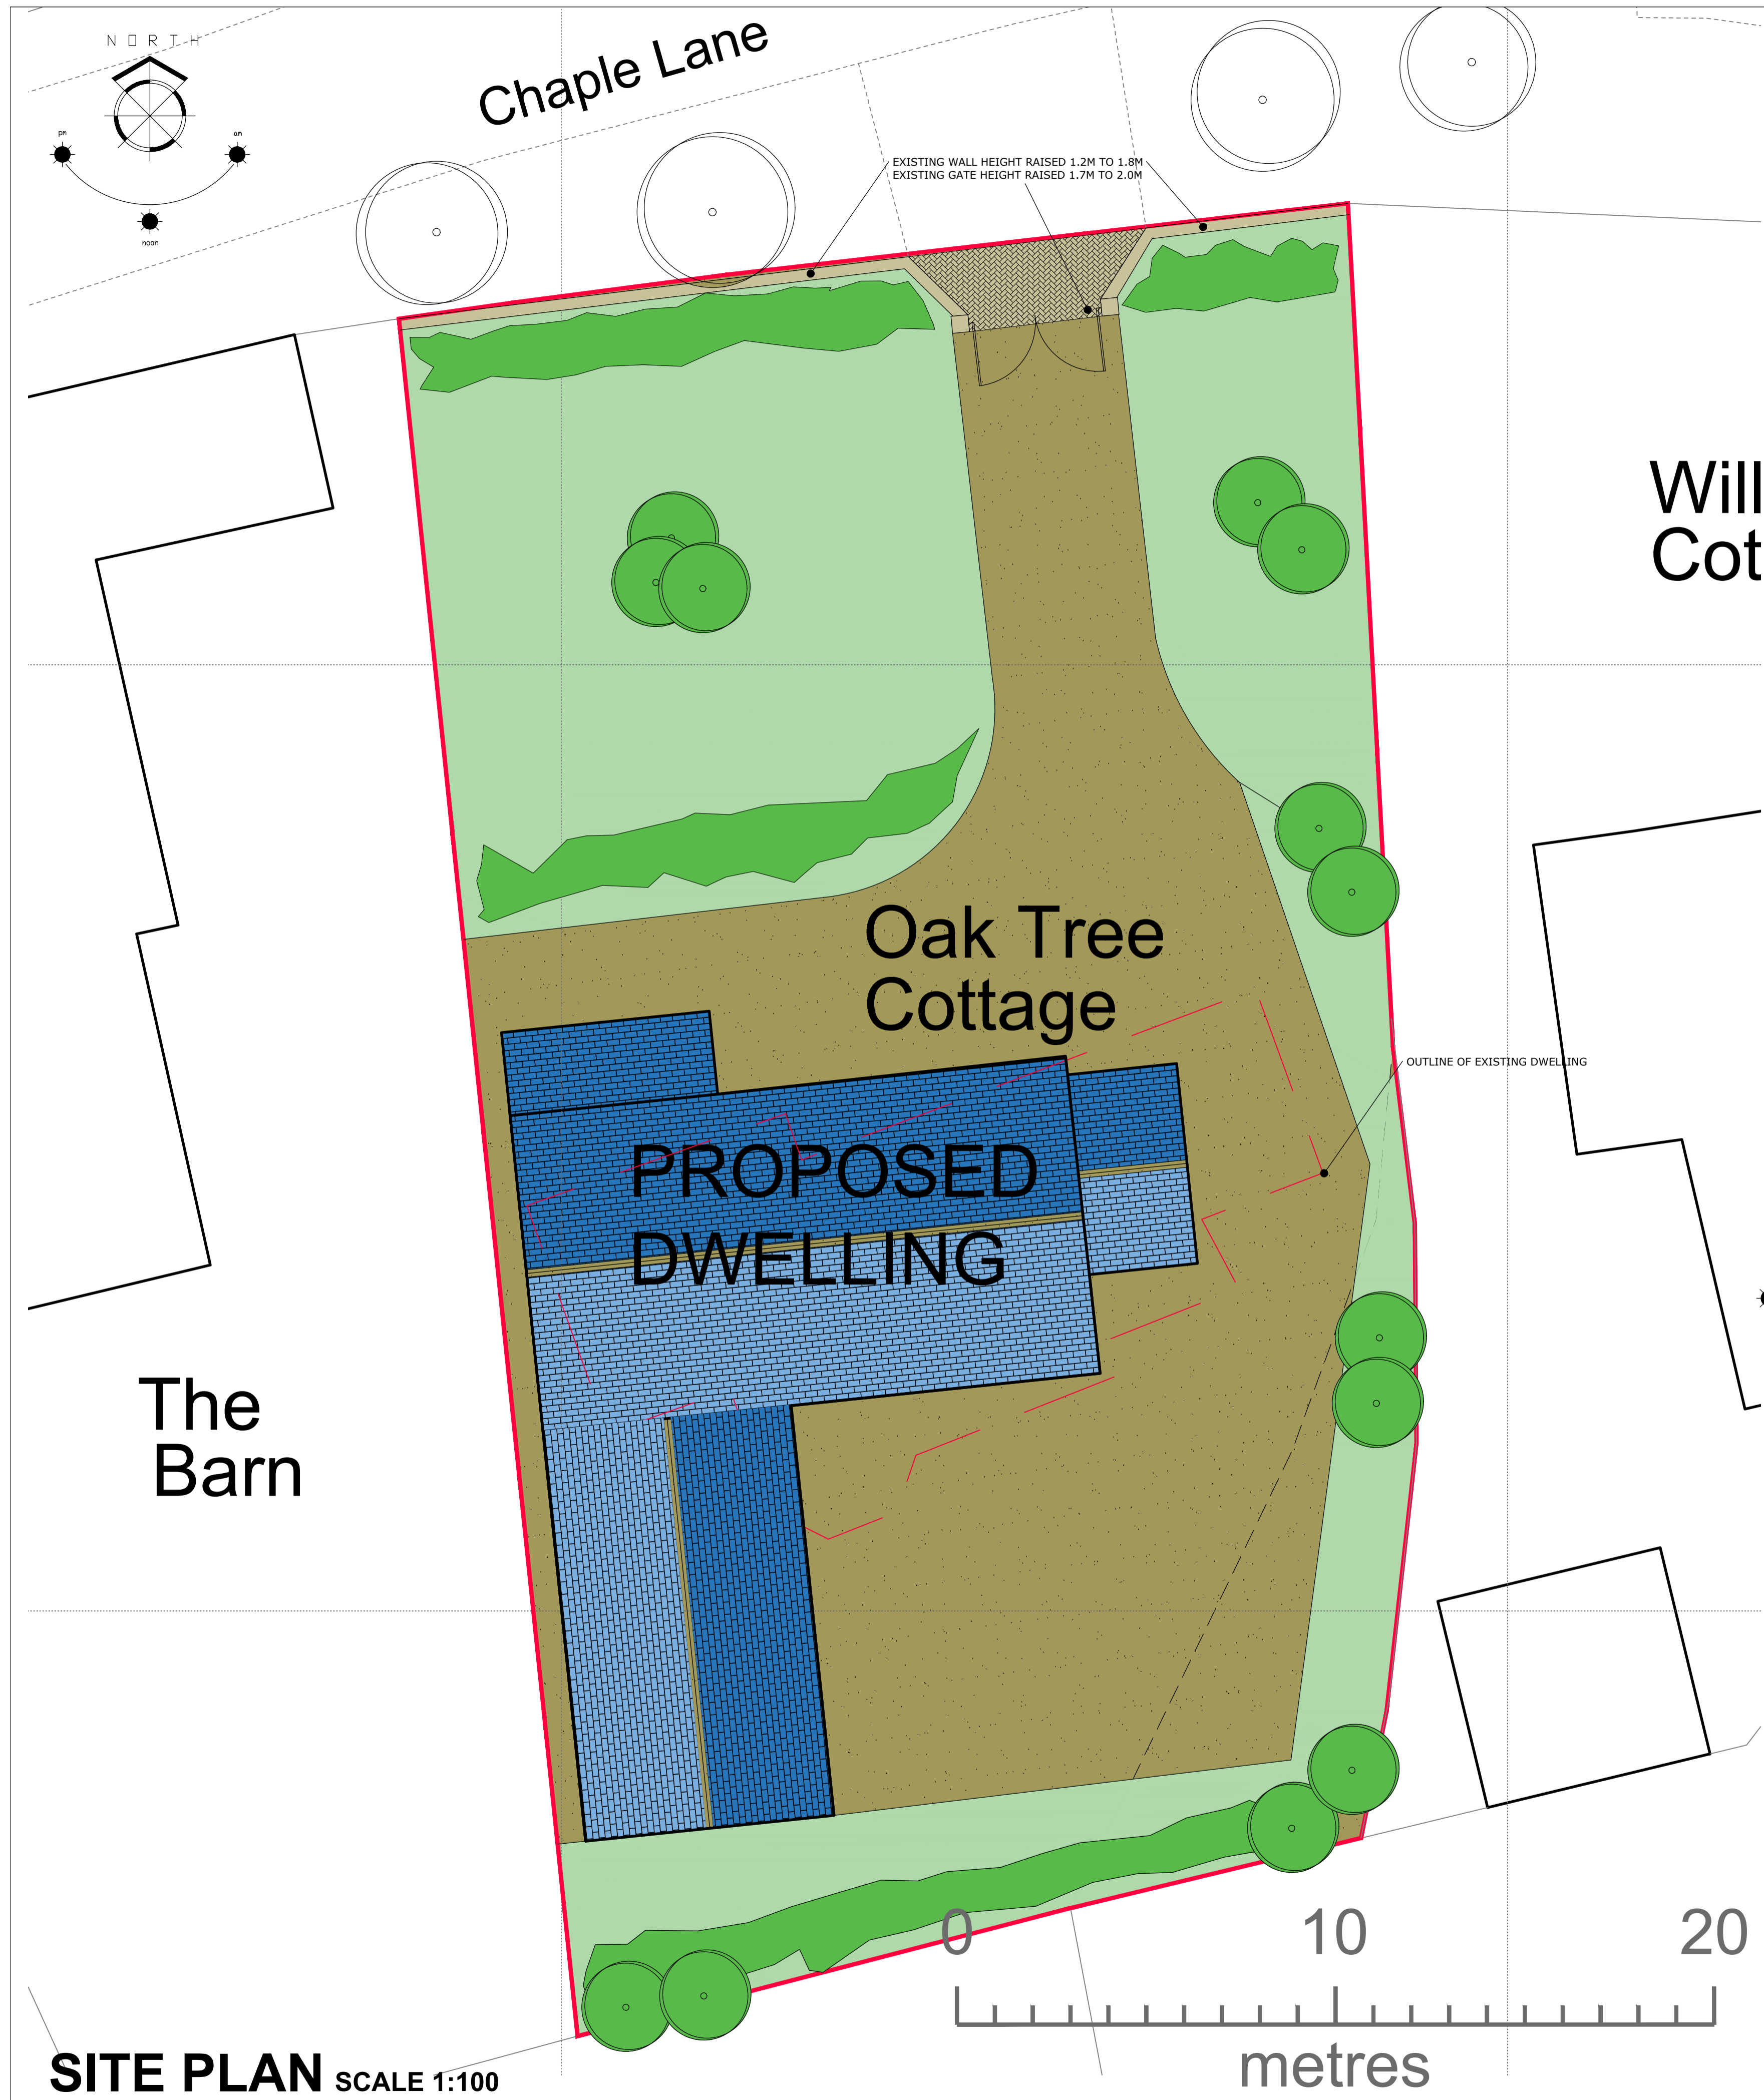 NORTH
Chaple Lane
pm
am
noon
EXISTING WALL HEIGHT RAISED 1.2M TO 1.8M
EXISTING GATE HEIGHT RAISED 1.7M TO 2.0M
Will
Cot
Oak Tree
Cottage
OUTLINE OF EXISTING DWELLING
PROPOSED
DWELLING
The
Barn
0 10 20
metres
SITE PLAN SCALE 1:100